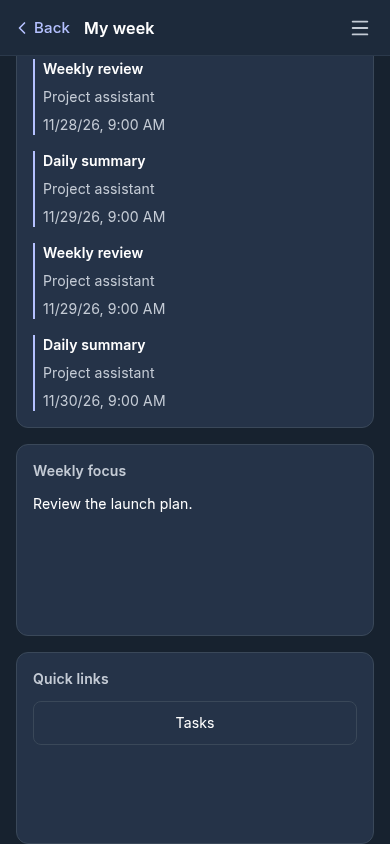 Back My week
Weekly review
Project assistant
11/28/26, 9:00 AM
Daily summary
Project assistant
11/29/26, 9:00 AM
Weekly review
Project assistant
11/29/26, 9:00 AM
Daily summary
Project assistant
11/30/26, 9:00 AM
Weekly focus
Review the launch plan.
Quick links
Tasks